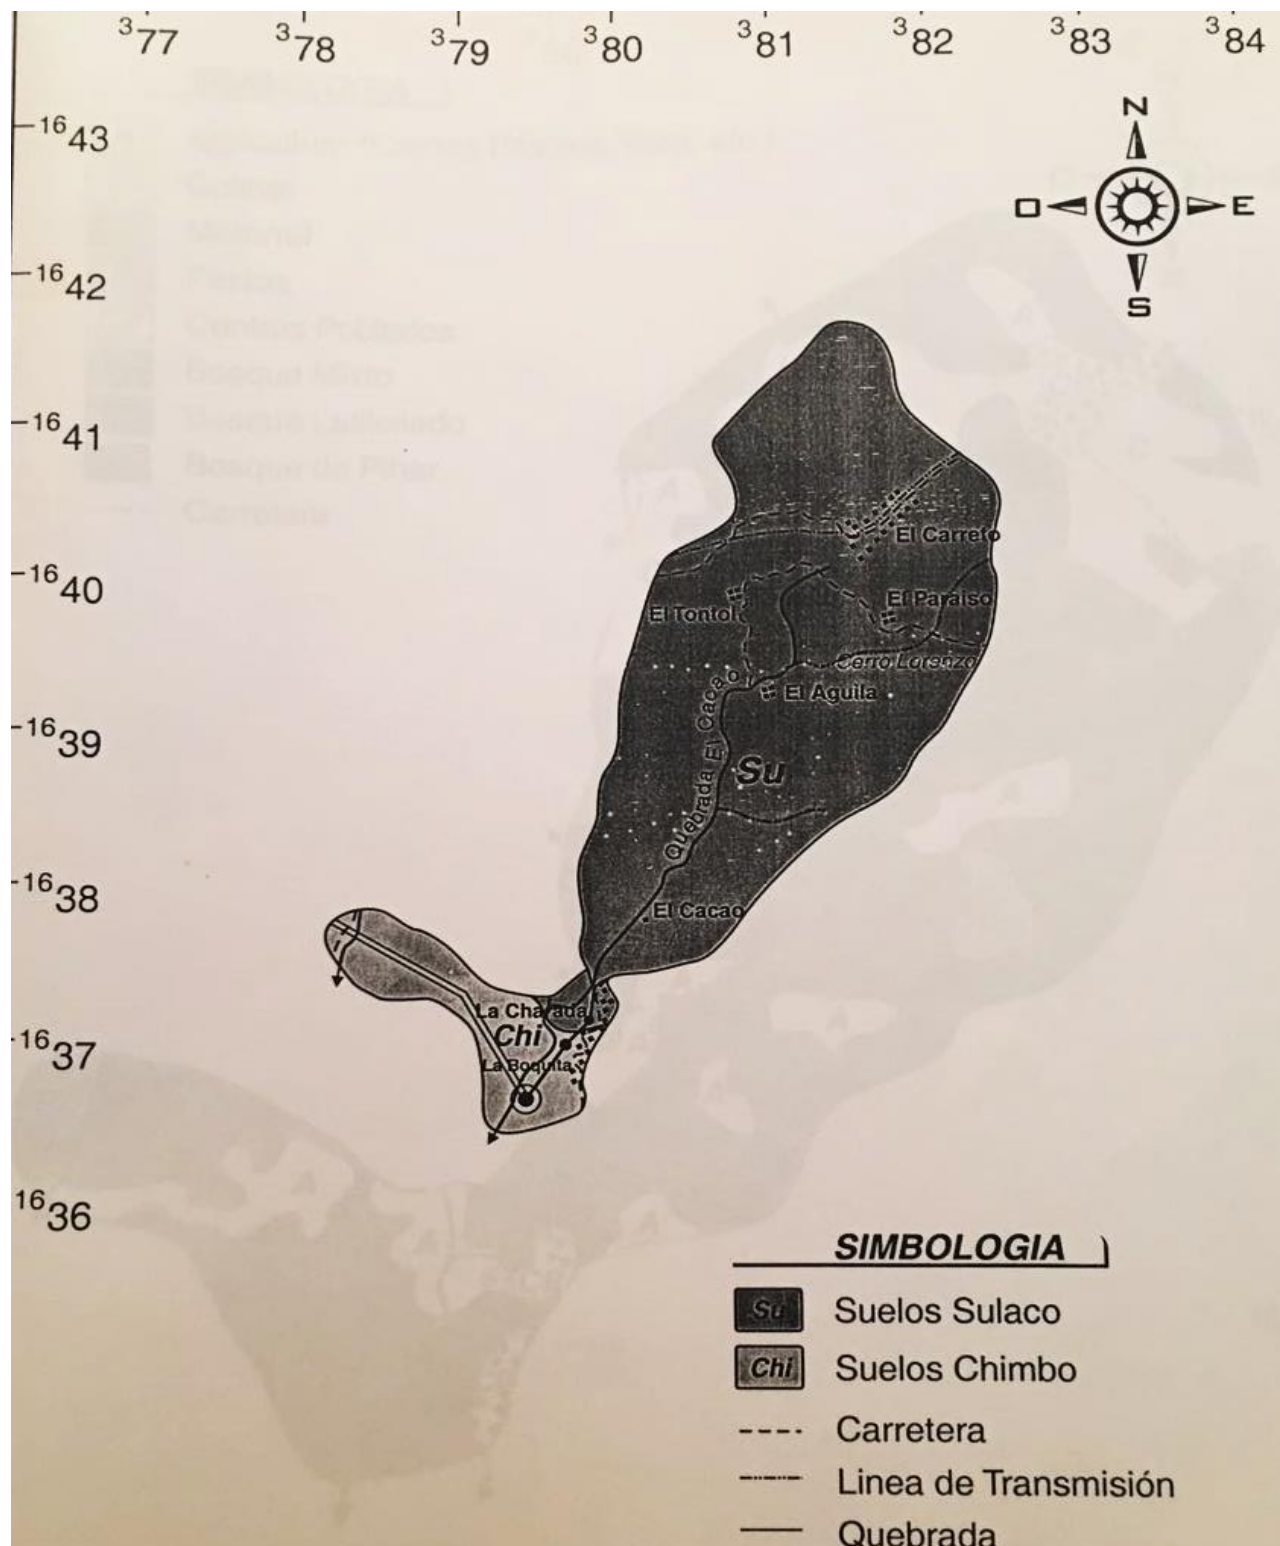 377 378 379 380 381 382 383 384
N
1643
O E
1642
S
1641
El Carreto
1640
El Paraiso
El Tontol
Cerro Lorenzo
El Aguila
1639
Quebrada El Cacao
Su
1638
El Cacao
La Charada
Chi
1637
La Boquita
1636
SIMBOLOGIA
Su Suelos Sulaco
Chi Suelos Chimbo
Carretera
Linea de Transmisión
Quebrada